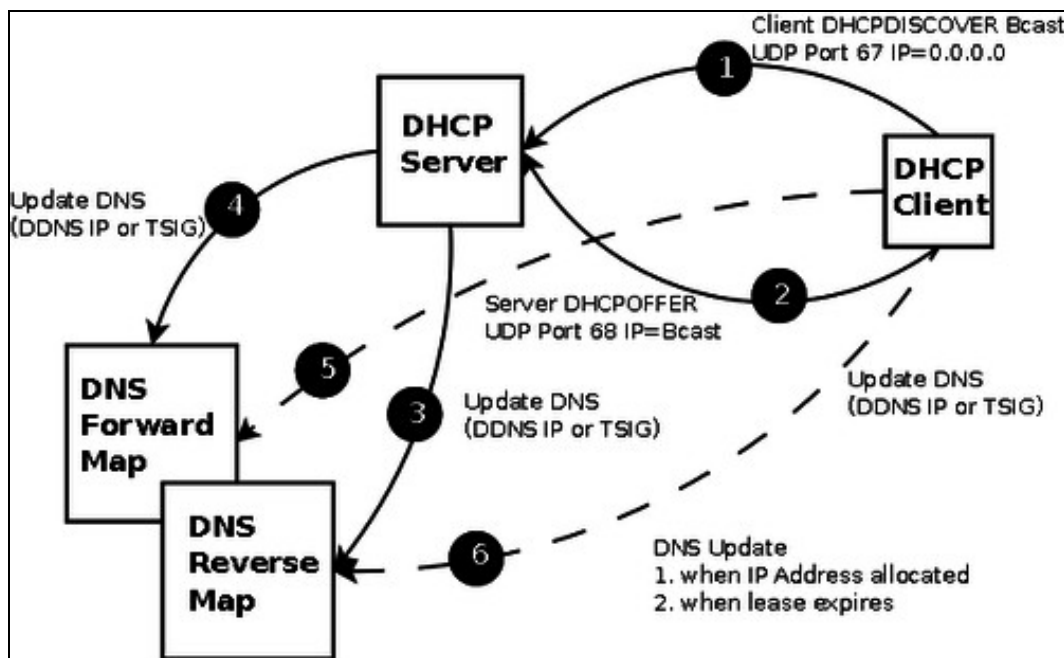 Client DHCPDISCOVER Bcast
UDP Port 67 IP=0.0.0.0
1
DHCP
Server
DHCP
Client
4
Update DNS
(DDNS IP or TSIG)
2
Server DHCPOFFER
UDP Port 68 IP=Bcast
5
DNS
Forward
Map
3
Update DNS
(DDNS IP or TSIG)
Update DNS
(DDNS IP or TSIG)
DNS
Reverse
Map
6
DNS Update
1. when IP Address allocated
2. when lease expires